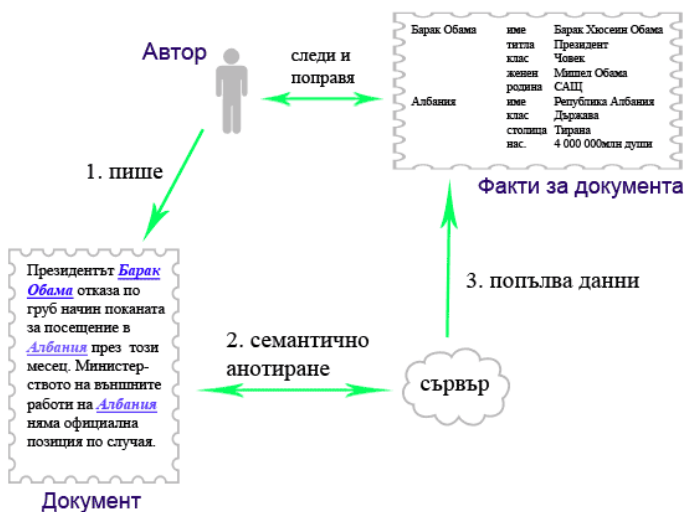 Автор
следи и
поправя
Барак Обама име Барак Хюсеин Обама
титла Президент
клас Човек
женен Мишел Обама
родина САЩ
Албания име Република Албания
клас Държава
столица Тирана
нас. 4 000 000млн души
Факти за документа
1. пише
Президентът Барак
Обама отказа по
груб начин поканата
за посещение в
Албания през този
месец. Министер-
ството на външните
работи на Албания
няма официална
позиция по случая.
Документ
2. семантично
анотиране
3. попълва данни
сървър